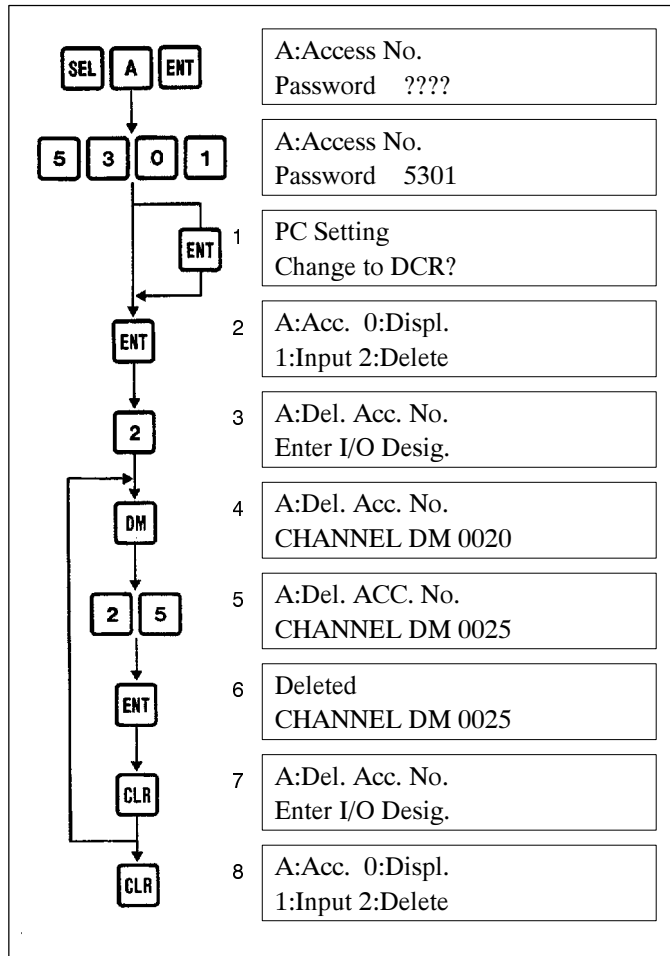 SEL A ENT
A:Access No.
Password ????
5 3 0 1
A:Access No.
Password 5301
ENT
1
PC Setting
Change to DCR?
ENT
2
A:Acc. 0:Displ.
1:Input 2:Delete
2
3
A:Del. Acc. No.
Enter I/O Desig.
DM
4
A:Del. Acc. No.
CHANNEL DM 0020
2 5
5
A:Del. ACC. No.
CHANNEL DM 0025
ENT
6
Deleted
CHANNEL DM 0025
CLR
7
A:Del. Acc. No.
Enter I/O Desig.
CLR
8
A:Acc. 0:Displ.
1:Input 2:Delete